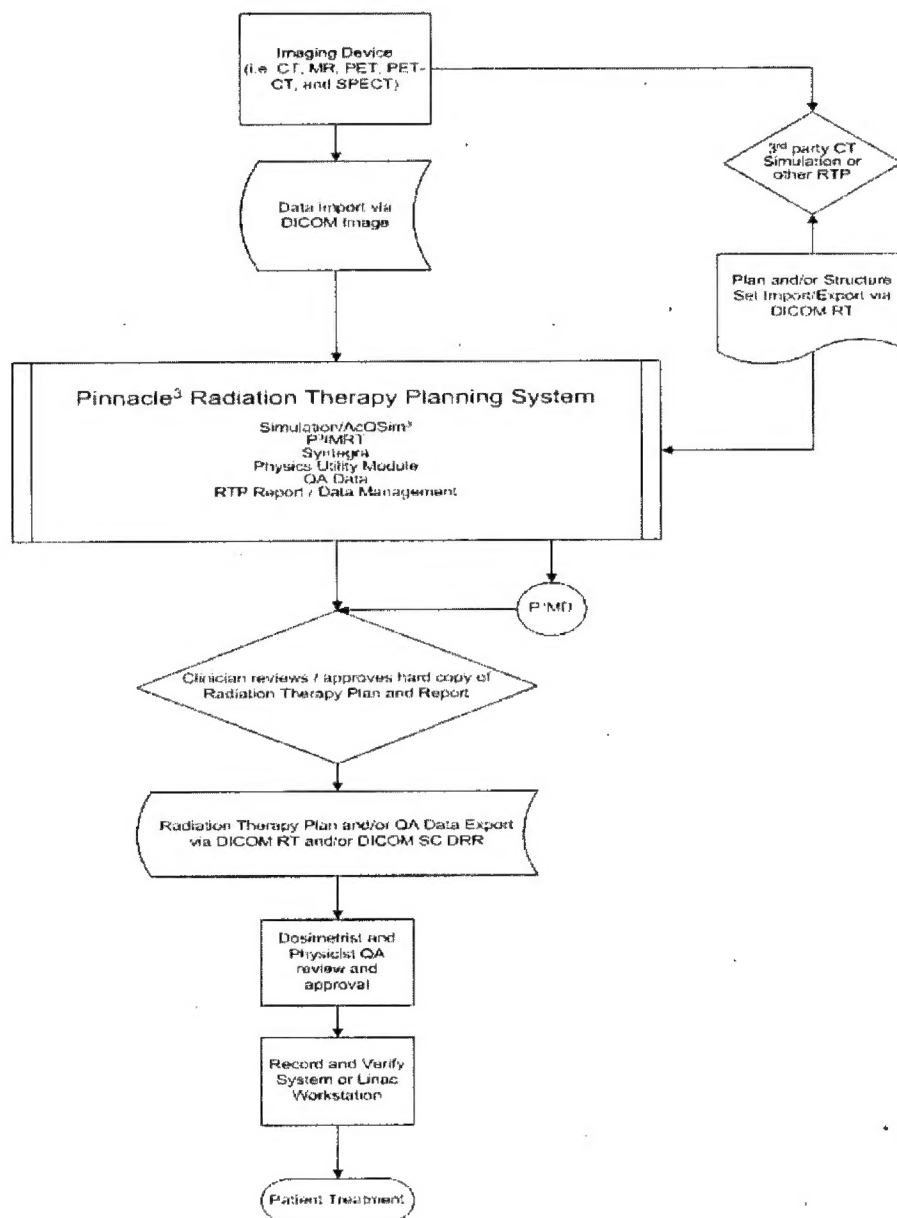 Imaging Device
(i.e. CT, MR, PET, PET-
CT, and SPECT)
3rd party CT
Simulation or
other RTP
Data Import via
DICOM Image
Plan and/or Structure
Set Import/Export via
DICOM RT
Pinnacle³ Radiation Therapy Planning System
Simulation/AcQSim³
P³IMRT
Syntegra
Physics Utility Module
QA Data
RTP Report / Data Management
P³MD
Clinician reviews / approves hard copy of
Radiation Therapy Plan and Report
Radiation Therapy Plan and/or QA Data Export
via DICOM RT and/or DICOM SC DRR
Dosimetrist and
Physicist QA
review and
approval
Record and Verify
System or Linac
Workstation
Patient Treatment